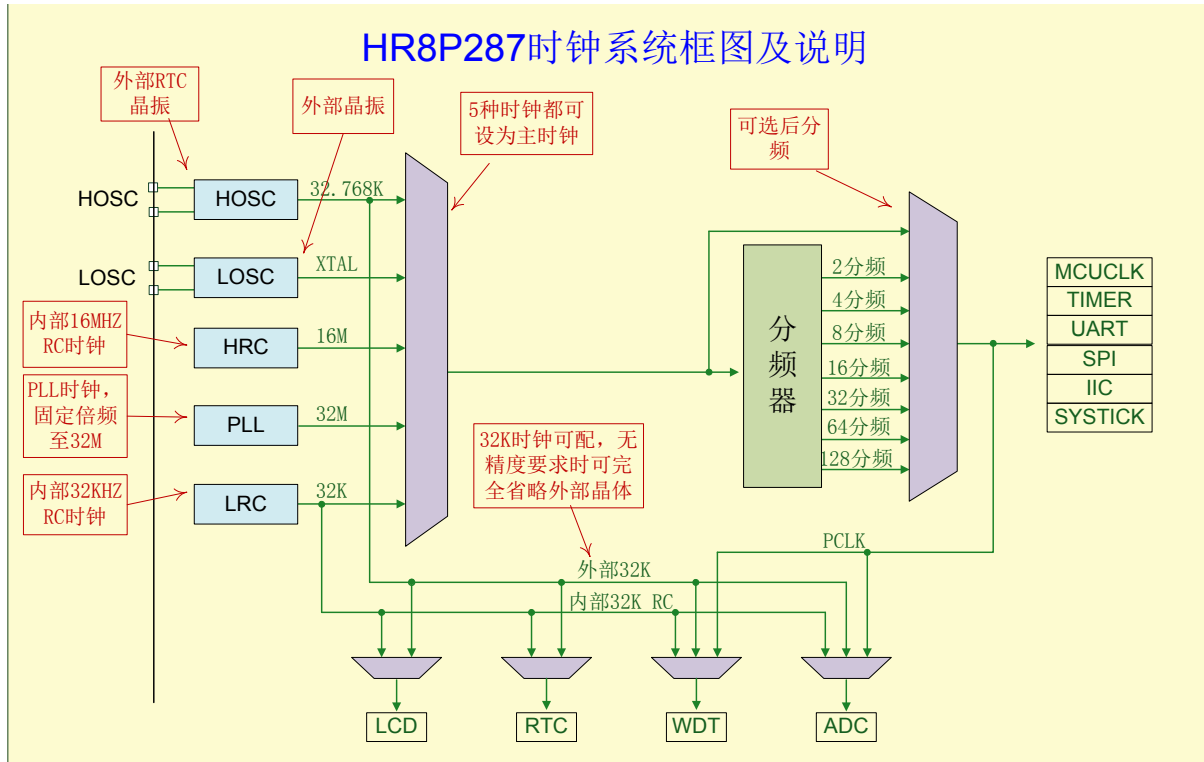 HR8P287时钟系统框图及说明
外部RTC
晶振
外部晶振
5种时钟都可
设为主时钟
可选后分
频
HOSC
HOSC
32.768K
LOSC
LOSC
XTAL
内部16MHZ
RC时钟
HRC
16M
PLL时钟,
固定倍频
至32M
PLL
32M
内部32KHZ
RC时钟
LRC
32K
分
频
器
2分频
4分频
8分频
16分频
32分频
64分频
128分频
MCUCLK
TIMER
UART
SPI
IIC
SYSTICK
32K时钟可配，无
精度要求时可完
全省略外部晶体
PCLK
外部32K
内部32K RC
LCD
RTC
WDT
ADC